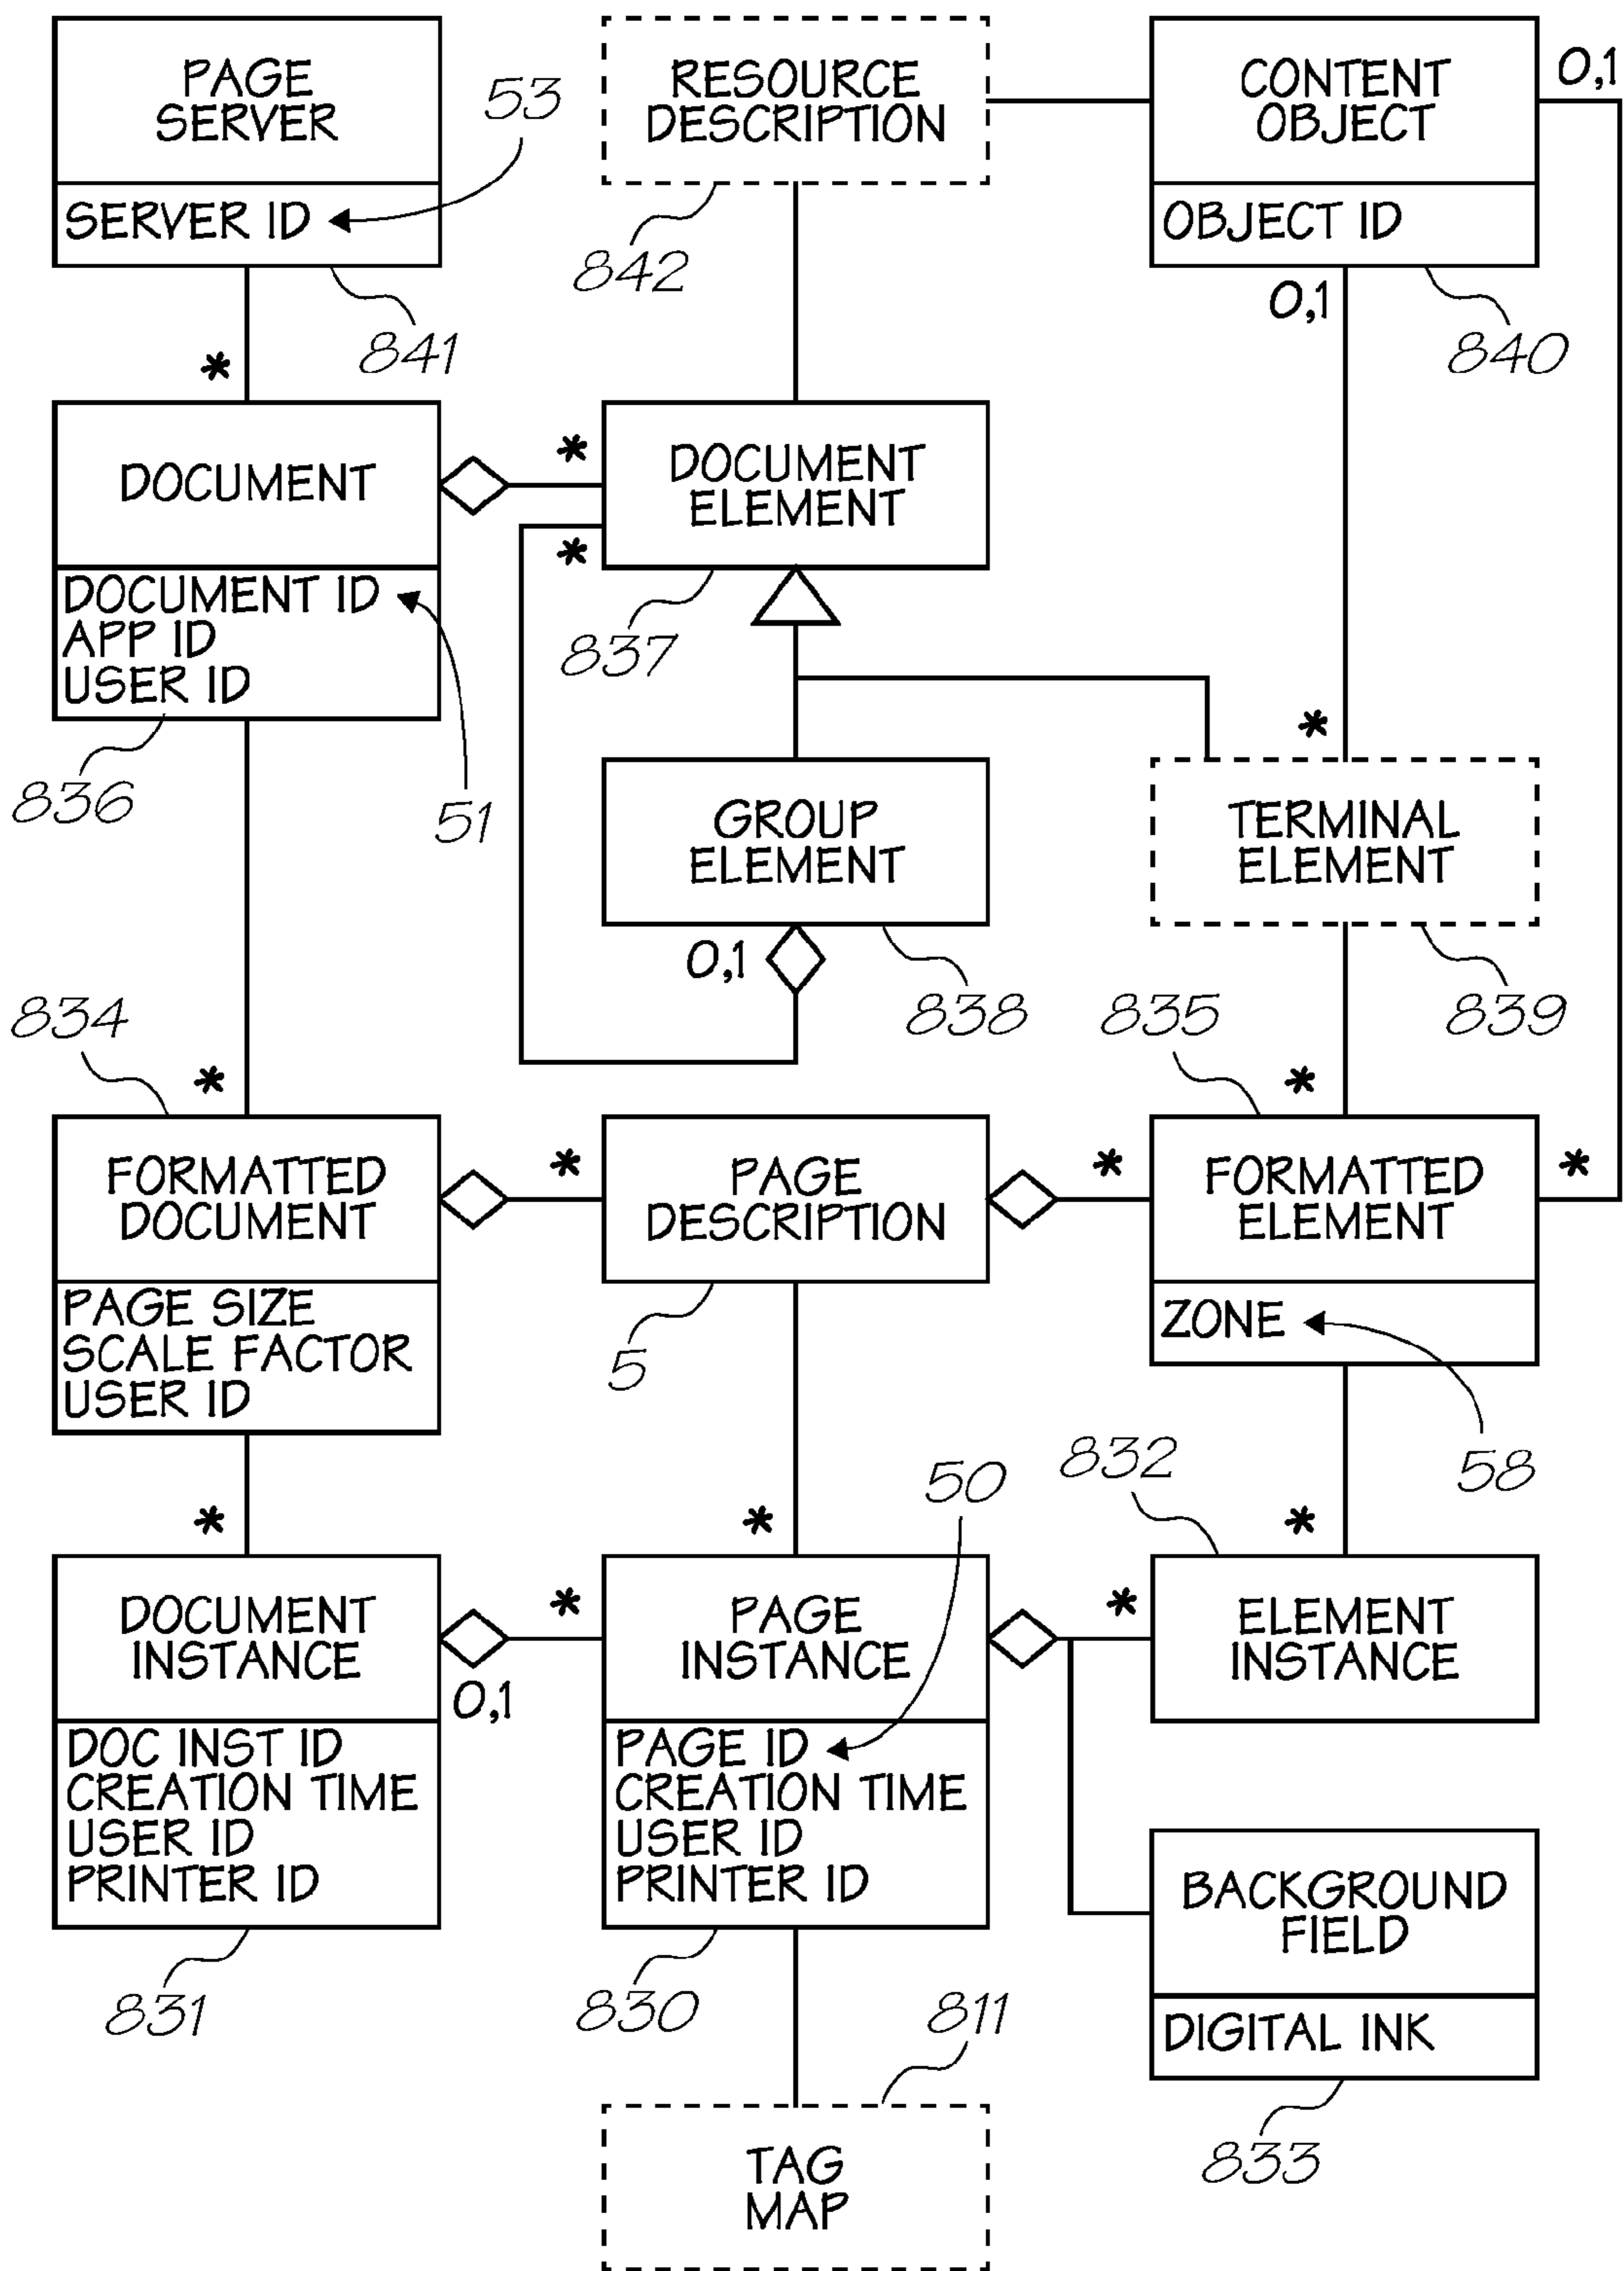 PAGE
SERVER
SERVER ID
53
841
RESOURCE
DESCRIPTION
842
CONTENT
OBJECT
OBJECT ID
0,1
0,1
840
*
DOCUMENT
DOCUMENT ID
APP ID
USER ID
836
51
*
DOCUMENT
ELEMENT
*
837
GROUP
ELEMENT
0,1
838
*
TERMINAL
ELEMENT
839
834
*
FORMATTED
DOCUMENT
PAGE SIZE
SCALE FACTOR
USER ID
*
PAGE
DESCRIPTION
5
835
*
*
FORMATTED
ELEMENT
*
ZONE
58
*
DOCUMENT
INSTANCE
0,1
DOC INST ID
CREATION TIME
USER ID
PRINTER ID
831
*
50
*
PAGE
INSTANCE
PAGE ID
CREATION TIME
USER ID
PRINTER ID
830
832
*
*
ELEMENT
INSTANCE
BACKGROUND
FIELD
DIGITAL INK
833
811
TAG
MAP